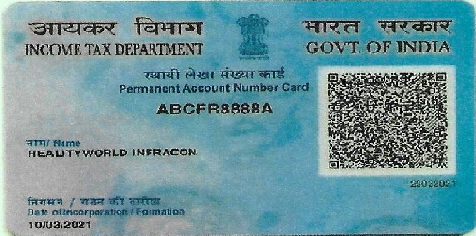 आयकर विभाग
INCOME TAX DEPARTMENT
भारत सरकार
GOVT. OF INDIA
स्थायी लेखा संख्या कार्ड
Permanent Account Number Card
ABCFR8888A
नाम/ Name
REALITYWORLD INFRACON
निगमन / गठन की तारीख
Date of Incorporation / Formation
10/03/2021